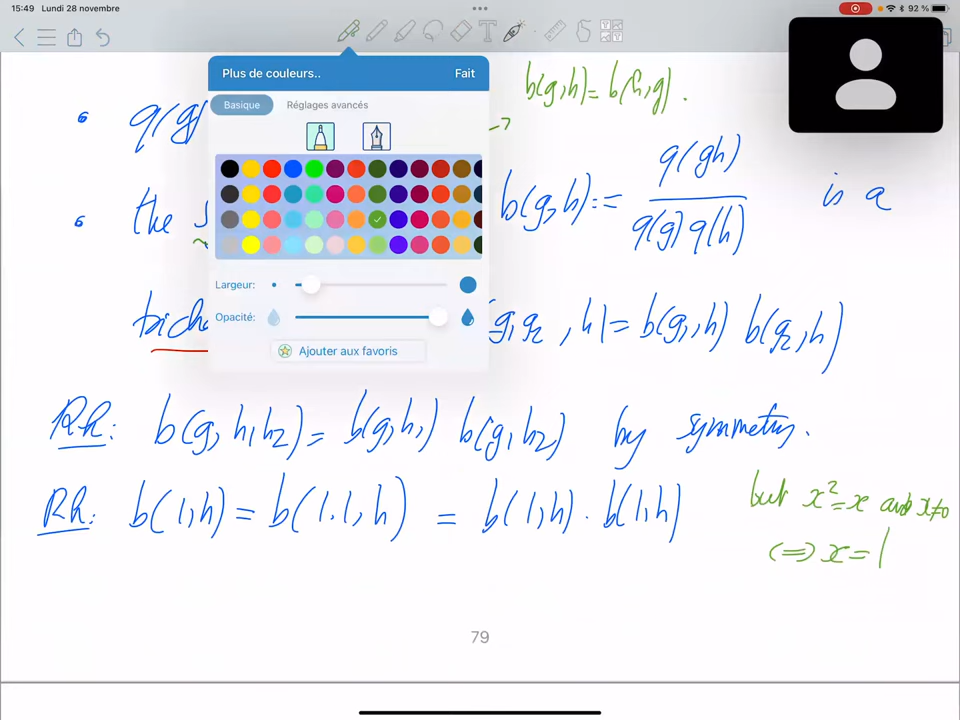 15:49 Lundi 28 novembre
92 %
Plus de couleurs..
Fait
Basique
Réglages avancés
Largeur:
Opacité:
Ajouter aux favoris
b(g,h)=b(h,g).
q(g)
the
b(g,h):= q(gh) / q(g) q(h) is a
g1g2, h)=b(g1,h) b(g2,h)
Rk: b(g,h1h2)= b(g,h1) b(g,h2) by symmetry.
Rk: b(1,h)=b(1.1,h) = b(1,h).b(1,h)
but x²=x and x≠0
(=) x=1
79